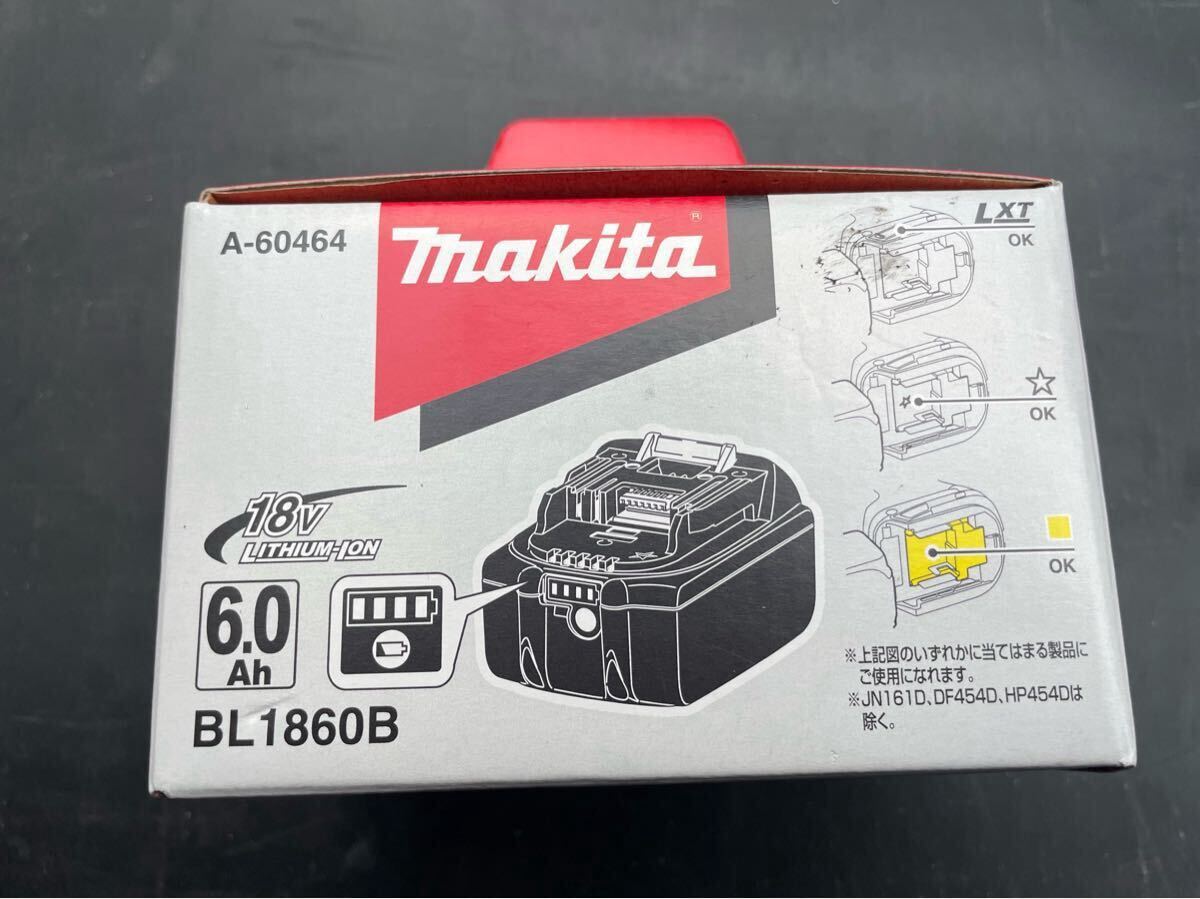 A-60464
makita®
LXT
OK
☆
OK
OK
18V
LITHIUM-ION
6.0
Ah
BL1860B
※上記図のいずれかに当てはまる製品に
ご使用になれます。
※JN161D、DF454D、HP454Dは
除く。